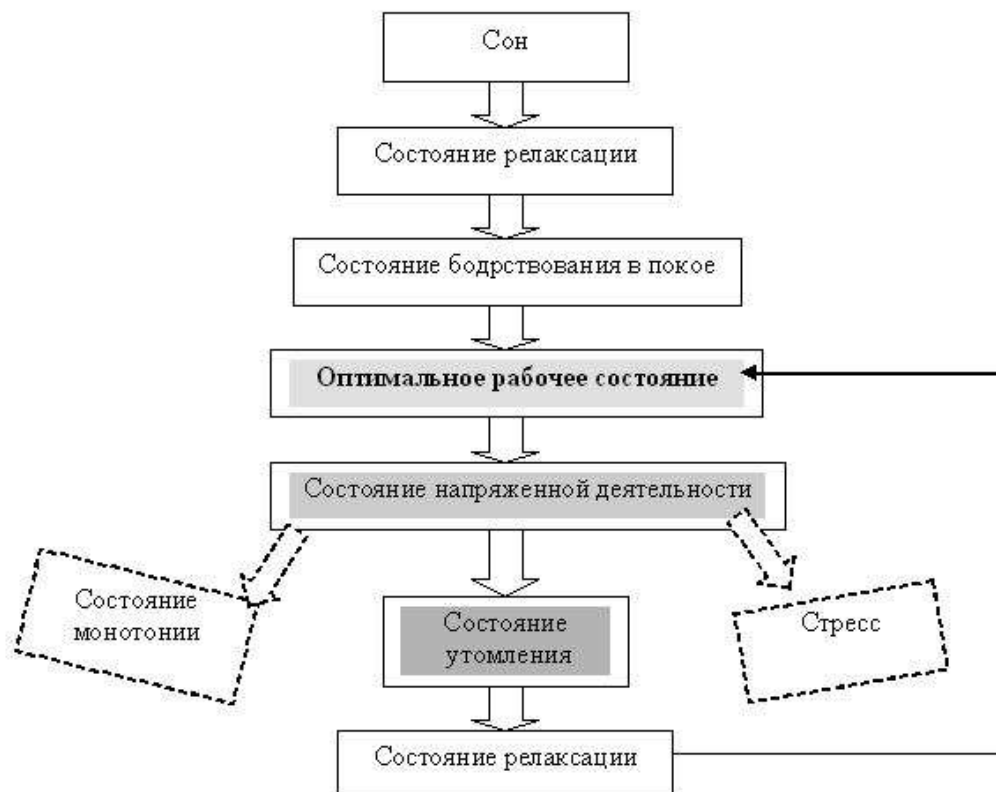 Сон
Состояние релаксации
Состояние бодрствования в покое
Оптимальное рабочее состояние
Состояние напряженной деятельности
Состояние
монотонии
Состояние
утомления
Стресс
Состояние релаксации